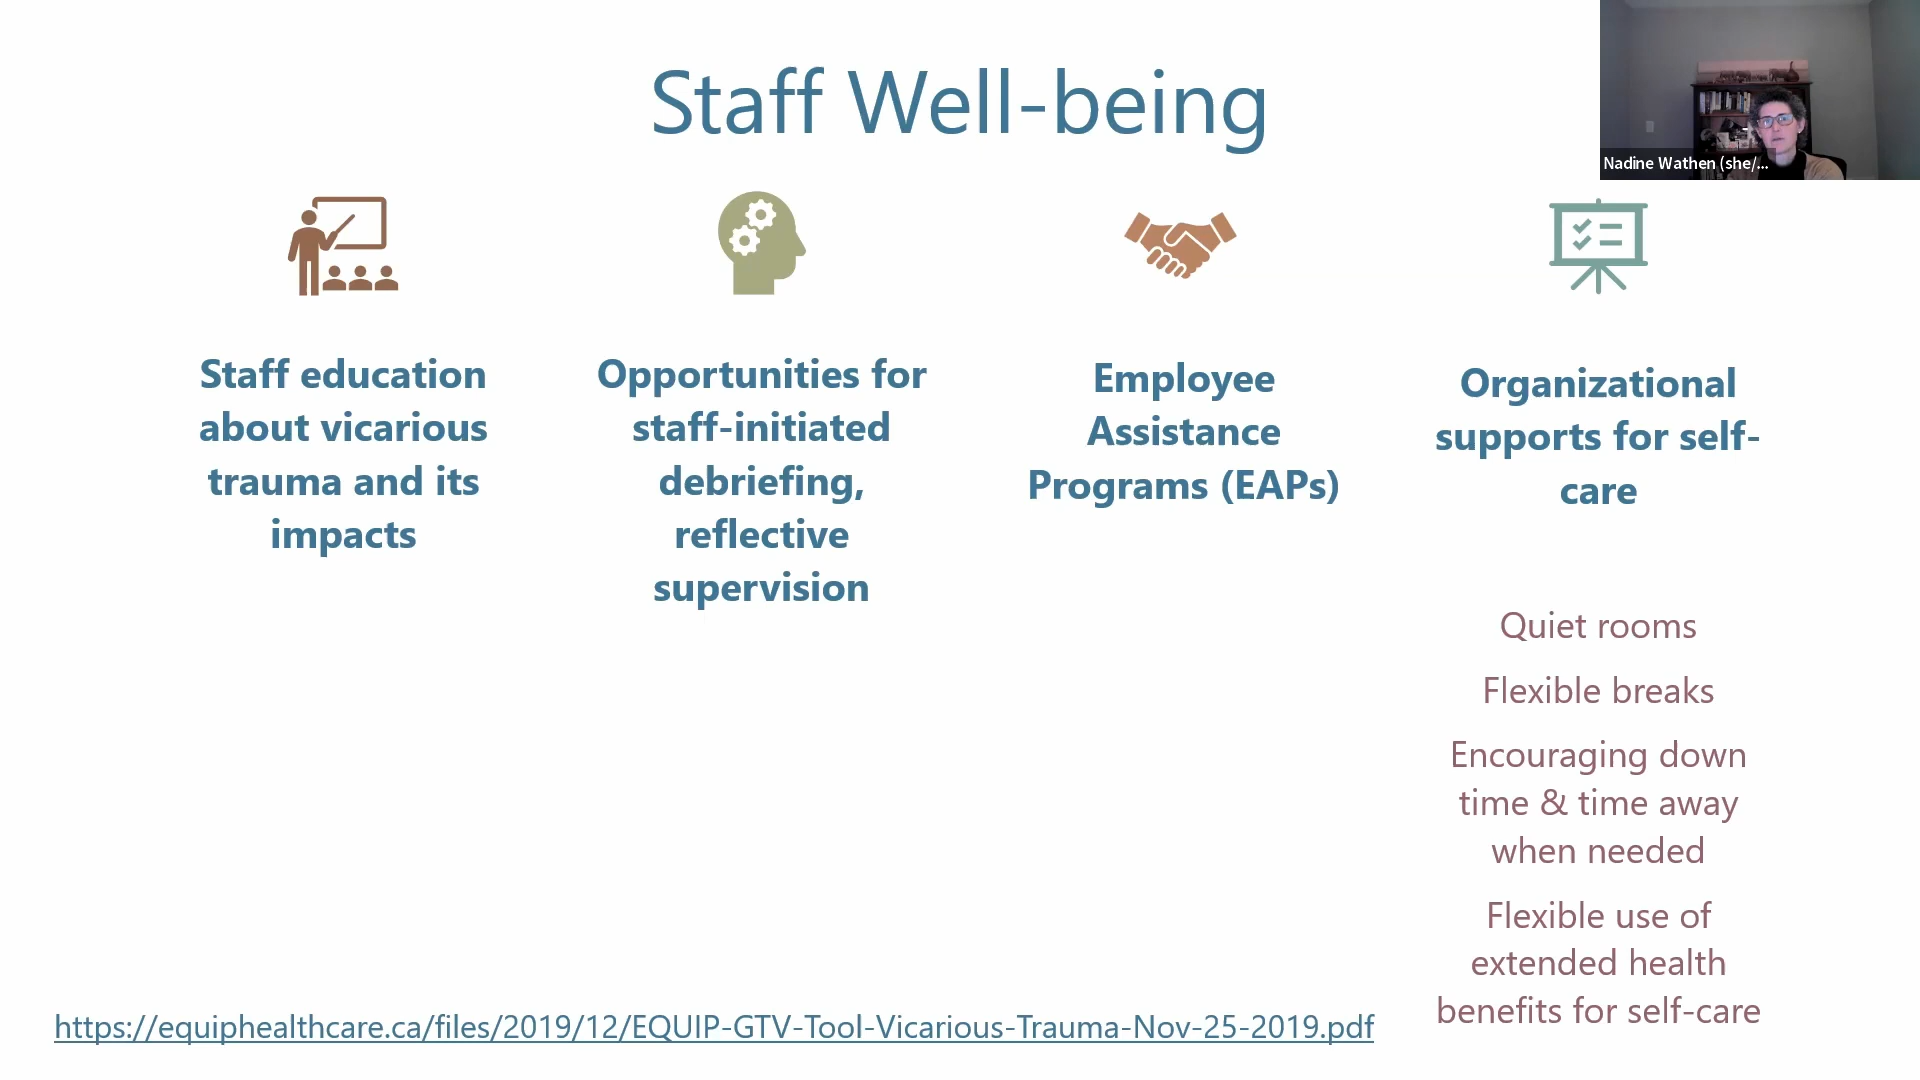 Staff Well-being
Nadine Wathen (she/...
Staff education
about vicarious
trauma and its
impacts
Opportunities for
staff-initiated
debriefing,
reflective
supervision
Employee
Assistance
Programs (EAPs)
Organizational
supports for self-
care
Quiet rooms
Flexible breaks
Encouraging down
time & time away
when needed
Flexible use of
extended health
benefits for self-care
https://equiphealthcare.ca/files/2019/12/EQUIP-GTV-Tool-Vicarious-Trauma-Nov-25-2019.pdf